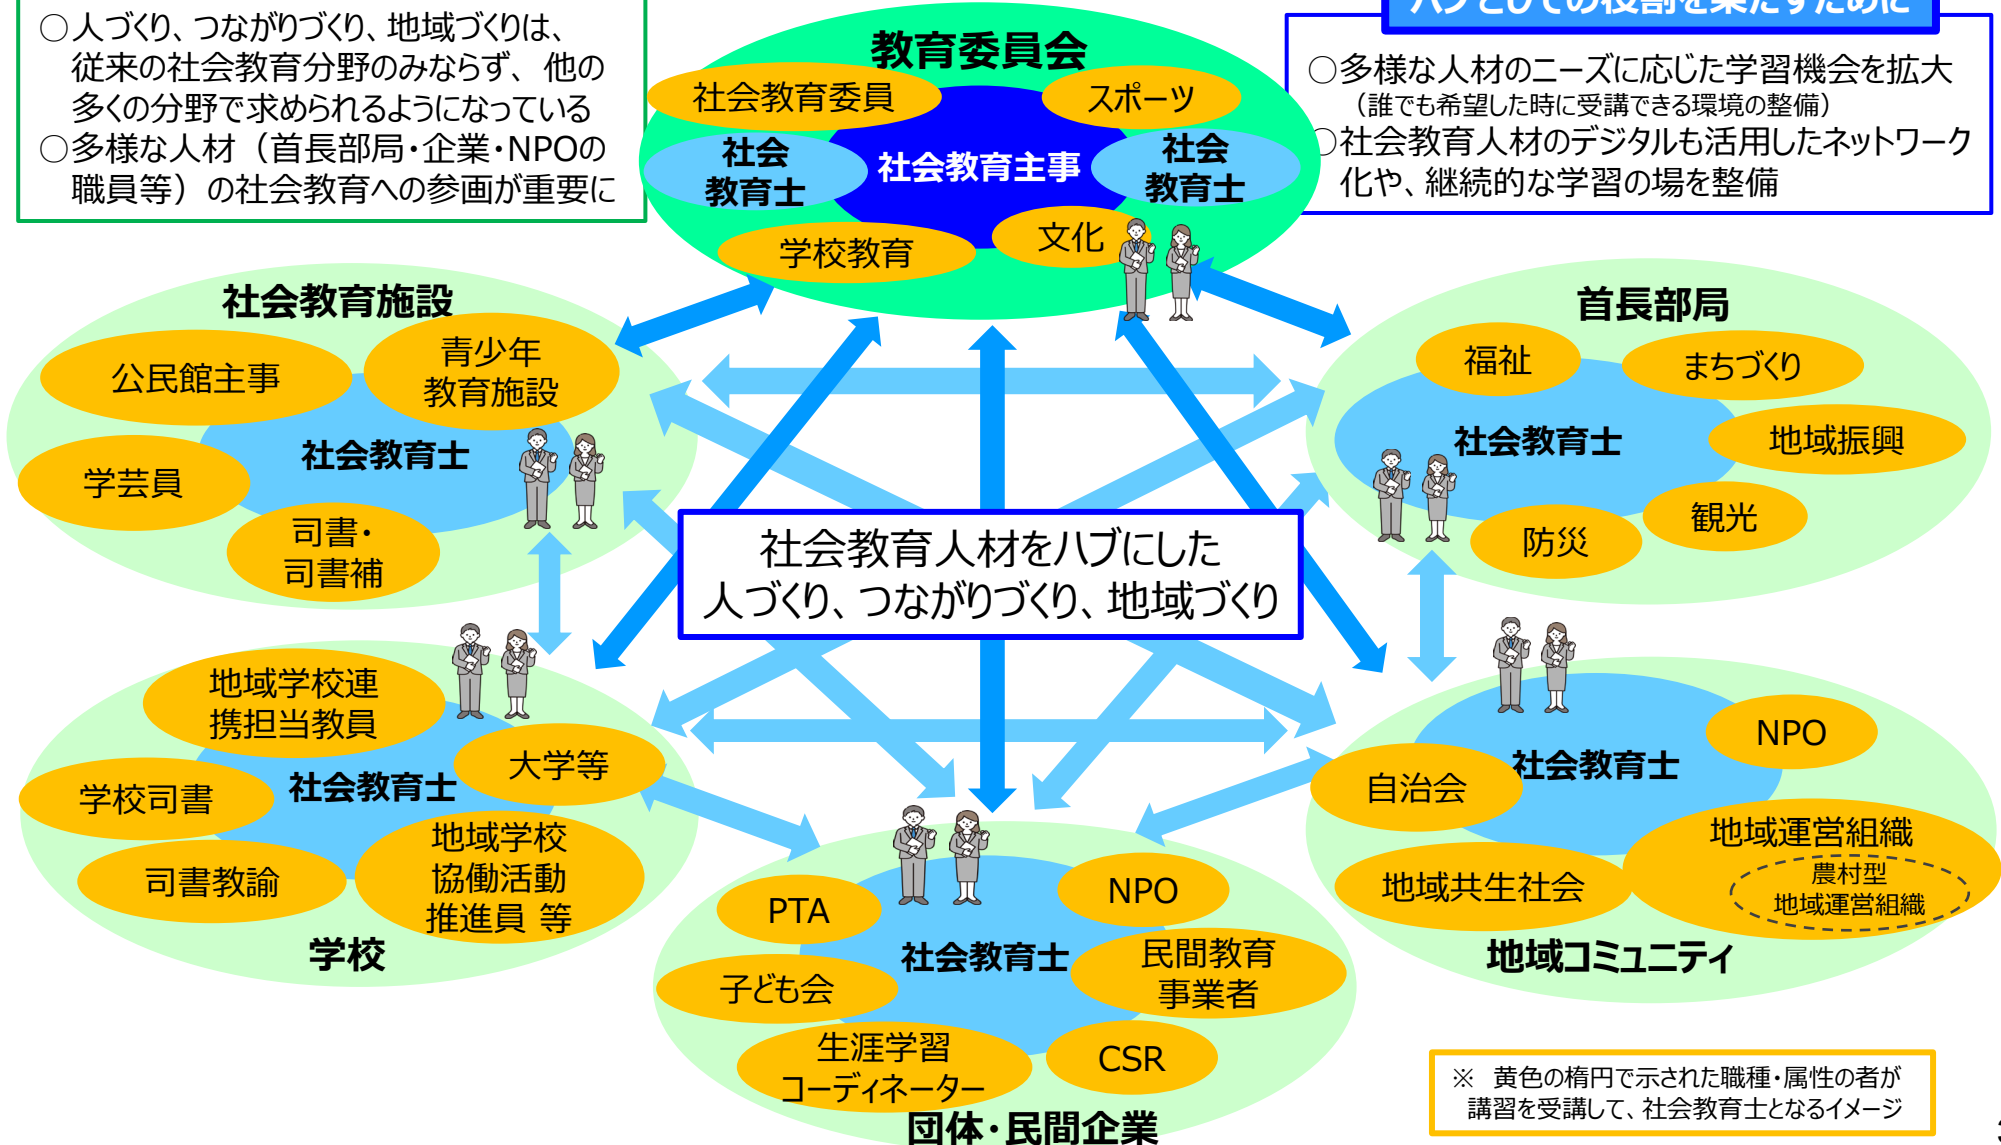 ○人づくり、つながりづくり、地域づくりは、
従来の社会教育分野のみならず、他の
多くの分野で求められるようになっている
○多様な人材（首長部局・企業・NPOの
職員等）の社会教育への参画が重要に
ハブとしての役割を果たすために
○多様な人材のニーズに応じた学習機会を拡大
（誰でも希望した時に受講できる環境の整備）
○社会教育人材のデジタルも活用したネットワーク
化や、継続的な学習の場を整備
教育委員会
社会教育委員
スポーツ
社会
教育士
社会教育主事
社会
教育士
学校教育
文化
社会教育施設
公民館主事
青少年
教育施設
社会教育士
学芸員
司書・
司書補
首長部局
福祉
まちづくり
社会教育士
地域振興
観光
防災
社会教育人材をハブにした
人づくり、つながりづくり、地域づくり
地域学校連
携担当教員
大学等
社会教育士
学校司書
司書教諭
地域学校
協働活動
推進員 等
学校
PTA
NPO
社会教育士
子ども会
民間教育
事業者
生涯学習
コーディネーター
CSR
団体・民間企業
NPO
社会教育士
自治会
地域運営組織
農村型
地域運営組織
地域共生社会
地域コミュニティ
※ 黄色の楕円で示された職種・属性の者が
講習を受講して、社会教育士となるイメージ